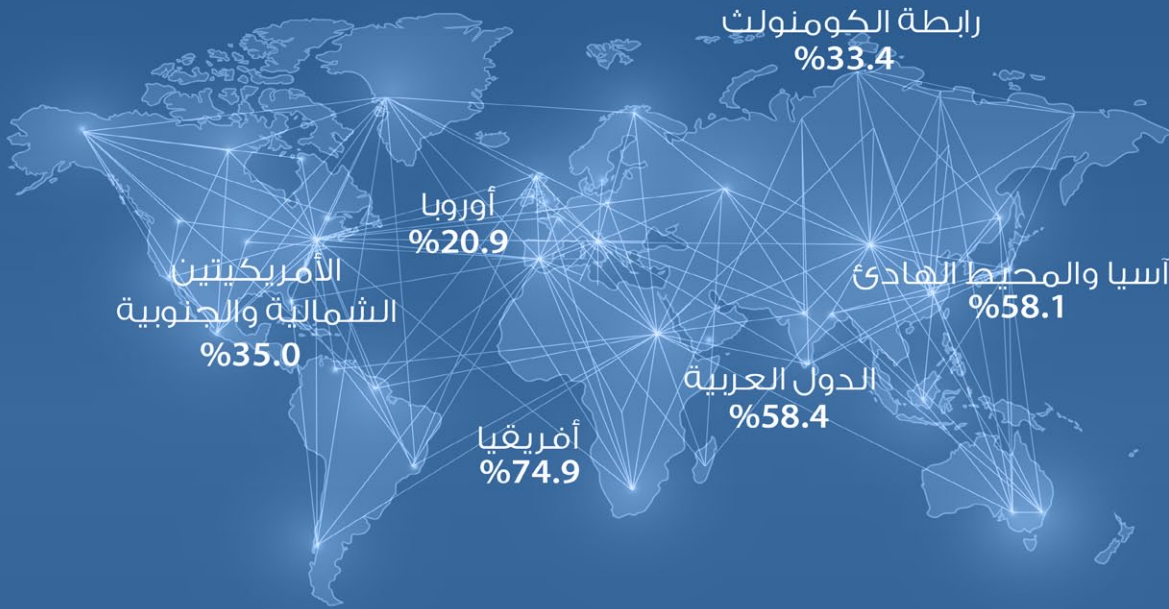 رابطة الكومنولث
%33.4
أوروبا
%20.9
الأمريكيتين
الشمالية والجنوبية
%35.0
آسيا والمحيط الهادئ
%58.1
الدول العربية
%58.4
أفريقيا
%74.9